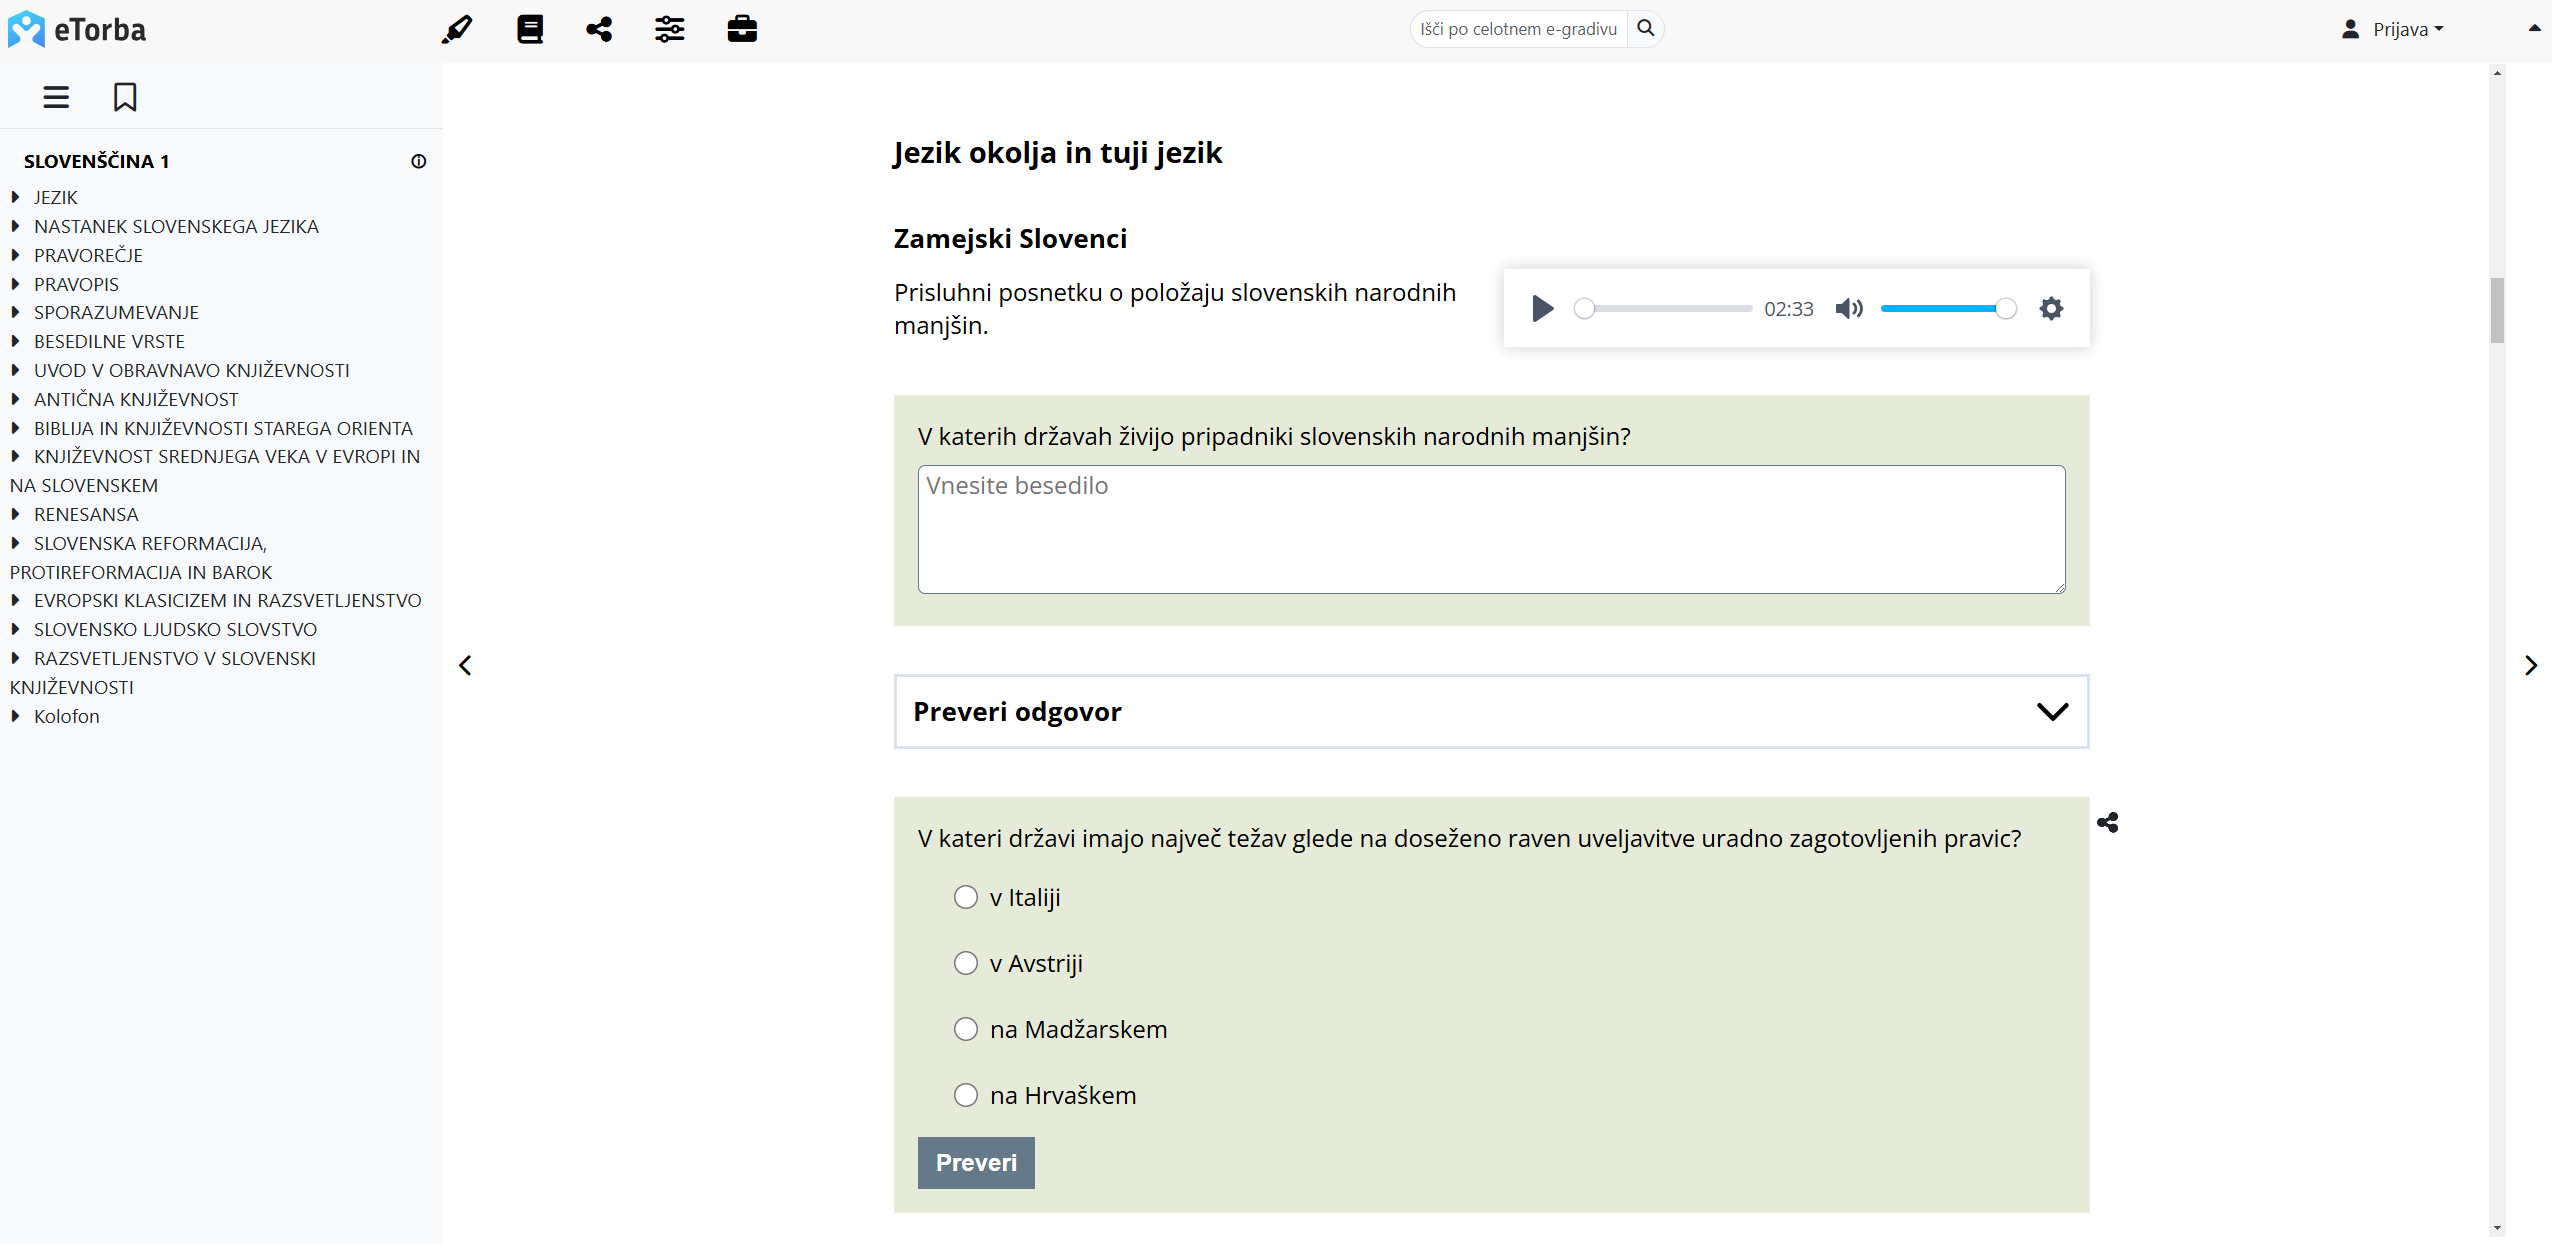 eTorba
Išči po celotnem e-gradivu
Prijava
SLOVENŠČINA 1
JEZIK
NASTANEK SLOVENSKEGA JEZIKA
PRAVOREČJE
PRAVOPIS
SPORAZUMEVANJE
BESEDILNE VRSTE
UVOD V OBRAVNAVO KNJIŽEVNOSTI
ANTIČNA KNJIŽEVNOST
BIBLIJA IN KNJIŽEVNOSTI STAREGA ORIENTA
KNJIŽEVNOST SREDNJEGA VEKA V EVROPI IN
NA SLOVENSKEM
RENESANSA
SLOVENSKA REFORMACIJA,
PROTIREFORMACIJA IN BAROK
EVROPSKI KLASICIZEM IN RAZSVETLJENSTVO
SLOVENSKO LJUDSKO SLOVSTVO
RAZSVETLJENSTVO V SLOVENSKI
KNJIŽEVNOSTI
Kolofon
Jezik okolja in tuji jezik
Zamejski Slovenci
Prisluhni posnetku o položaju slovenskih narodnih
manjšin.
02:33
V katerih državah živijo pripadniki slovenskih narodnih manjšin?
Vnesite besedilo
Preveri odgovor
V kateri državi imajo največ težav glede na doseženo raven uveljavitve uradno zagotovljenih pravic?
v Italiji
v Avstriji
na Madžarskem
na Hrvaškem
Preveri